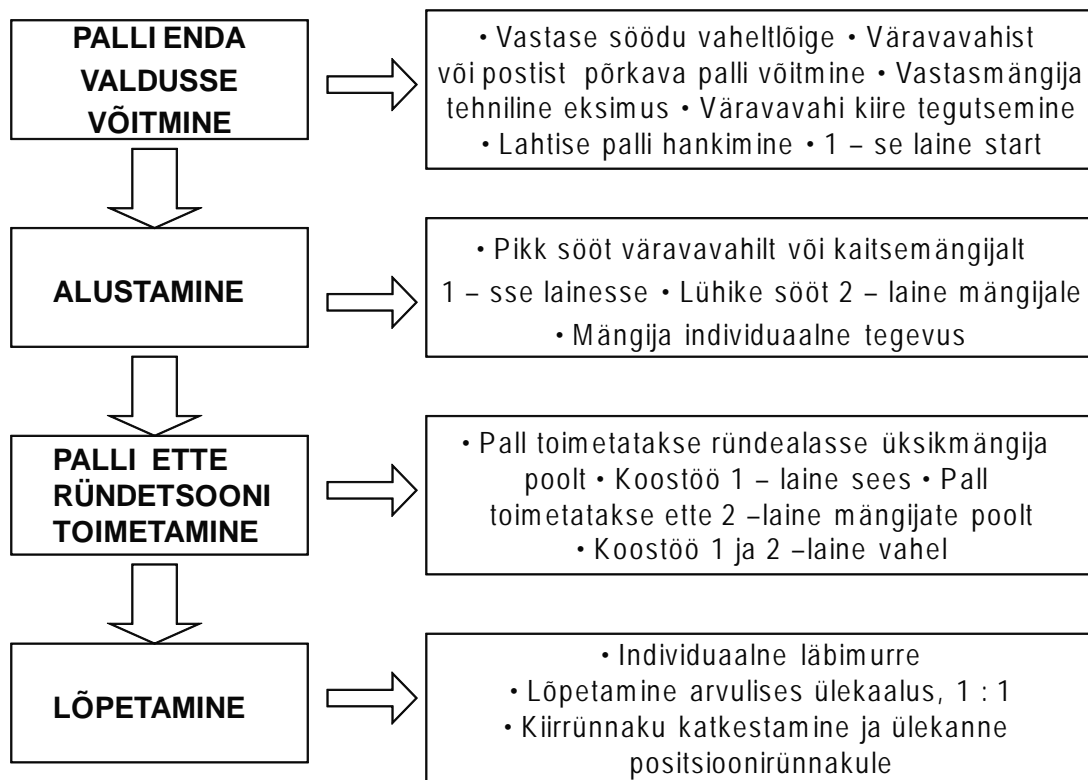 PALLI ENDA
VALDUSSE
VÕITMINE
• Vastase söödu vaheltlõige • Väravavahist
või postist põrkava palli võitmine • Vastasmängija
tehniline eksimus • Väravavahi kiire tegutsemine
• Lahtise palli hankimine • 1 – se laine start
ALUSTAMINE
• Pikk sööt väravavahilt või kaitsemängijalt
1 – sse lainesse • Lühike sööt 2 – laine mängijale
• Mängija individuaalne tegevus
PALLI ETTE
RÜNDETSOONI
TOIMETAMINE
• Pall toimetatakse ründealasse üksikmängija
poolt • Koostöö 1 – laine sees • Pall
toimetatakse ette 2 –laine mängijate poolt
• Koostöö 1 ja 2 –laine vahel
LÕPETAMINE
• Individuaalne läbimurre
• Lõpetamine arvulises ülekaalus, 1 : 1
• Kiirrünnaku katkestamine ja ülekanne
positsioonirünnakule